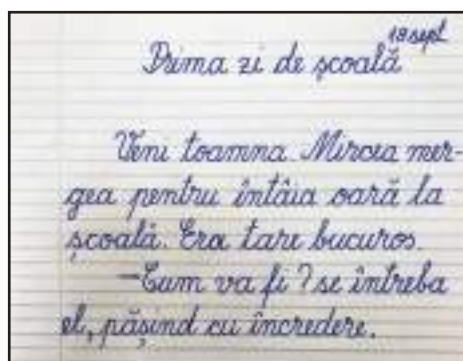 19 sept
Prima zi de școală
Veni toamna. Mircea mer-
gea pentru întâia oară la
școală. Era tare bucuros.
—Cum va fi? se întreba
el, pășind cu încredere.